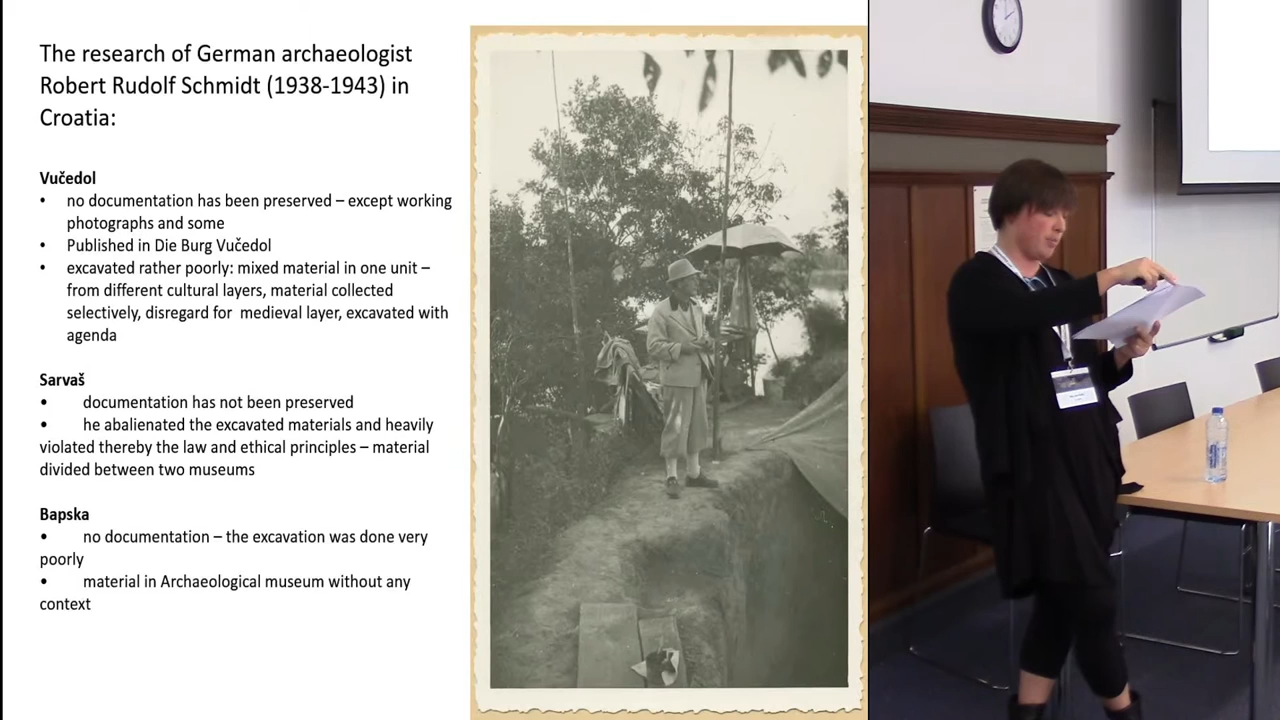 The research of German archaeologist
Robert Rudolf Schmidt (1938-1943) in
Croatia:
Vučedol
• no documentation has been preserved – except working
photographs and some
• Published in Die Burg Vučedol
• excavated rather poorly: mixed material in one unit –
from different cultural layers, material collected
selectively, disregard for medieval layer, excavated with
agenda
Sarvaš
• documentation has not been preserved
• he abalienated the excavated materials and heavily
violated thereby the law and ethical principles – material
divided between two museums
Bapska
• no documentation – the excavation was done very
poorly
• material in Archaeological museum without any
context